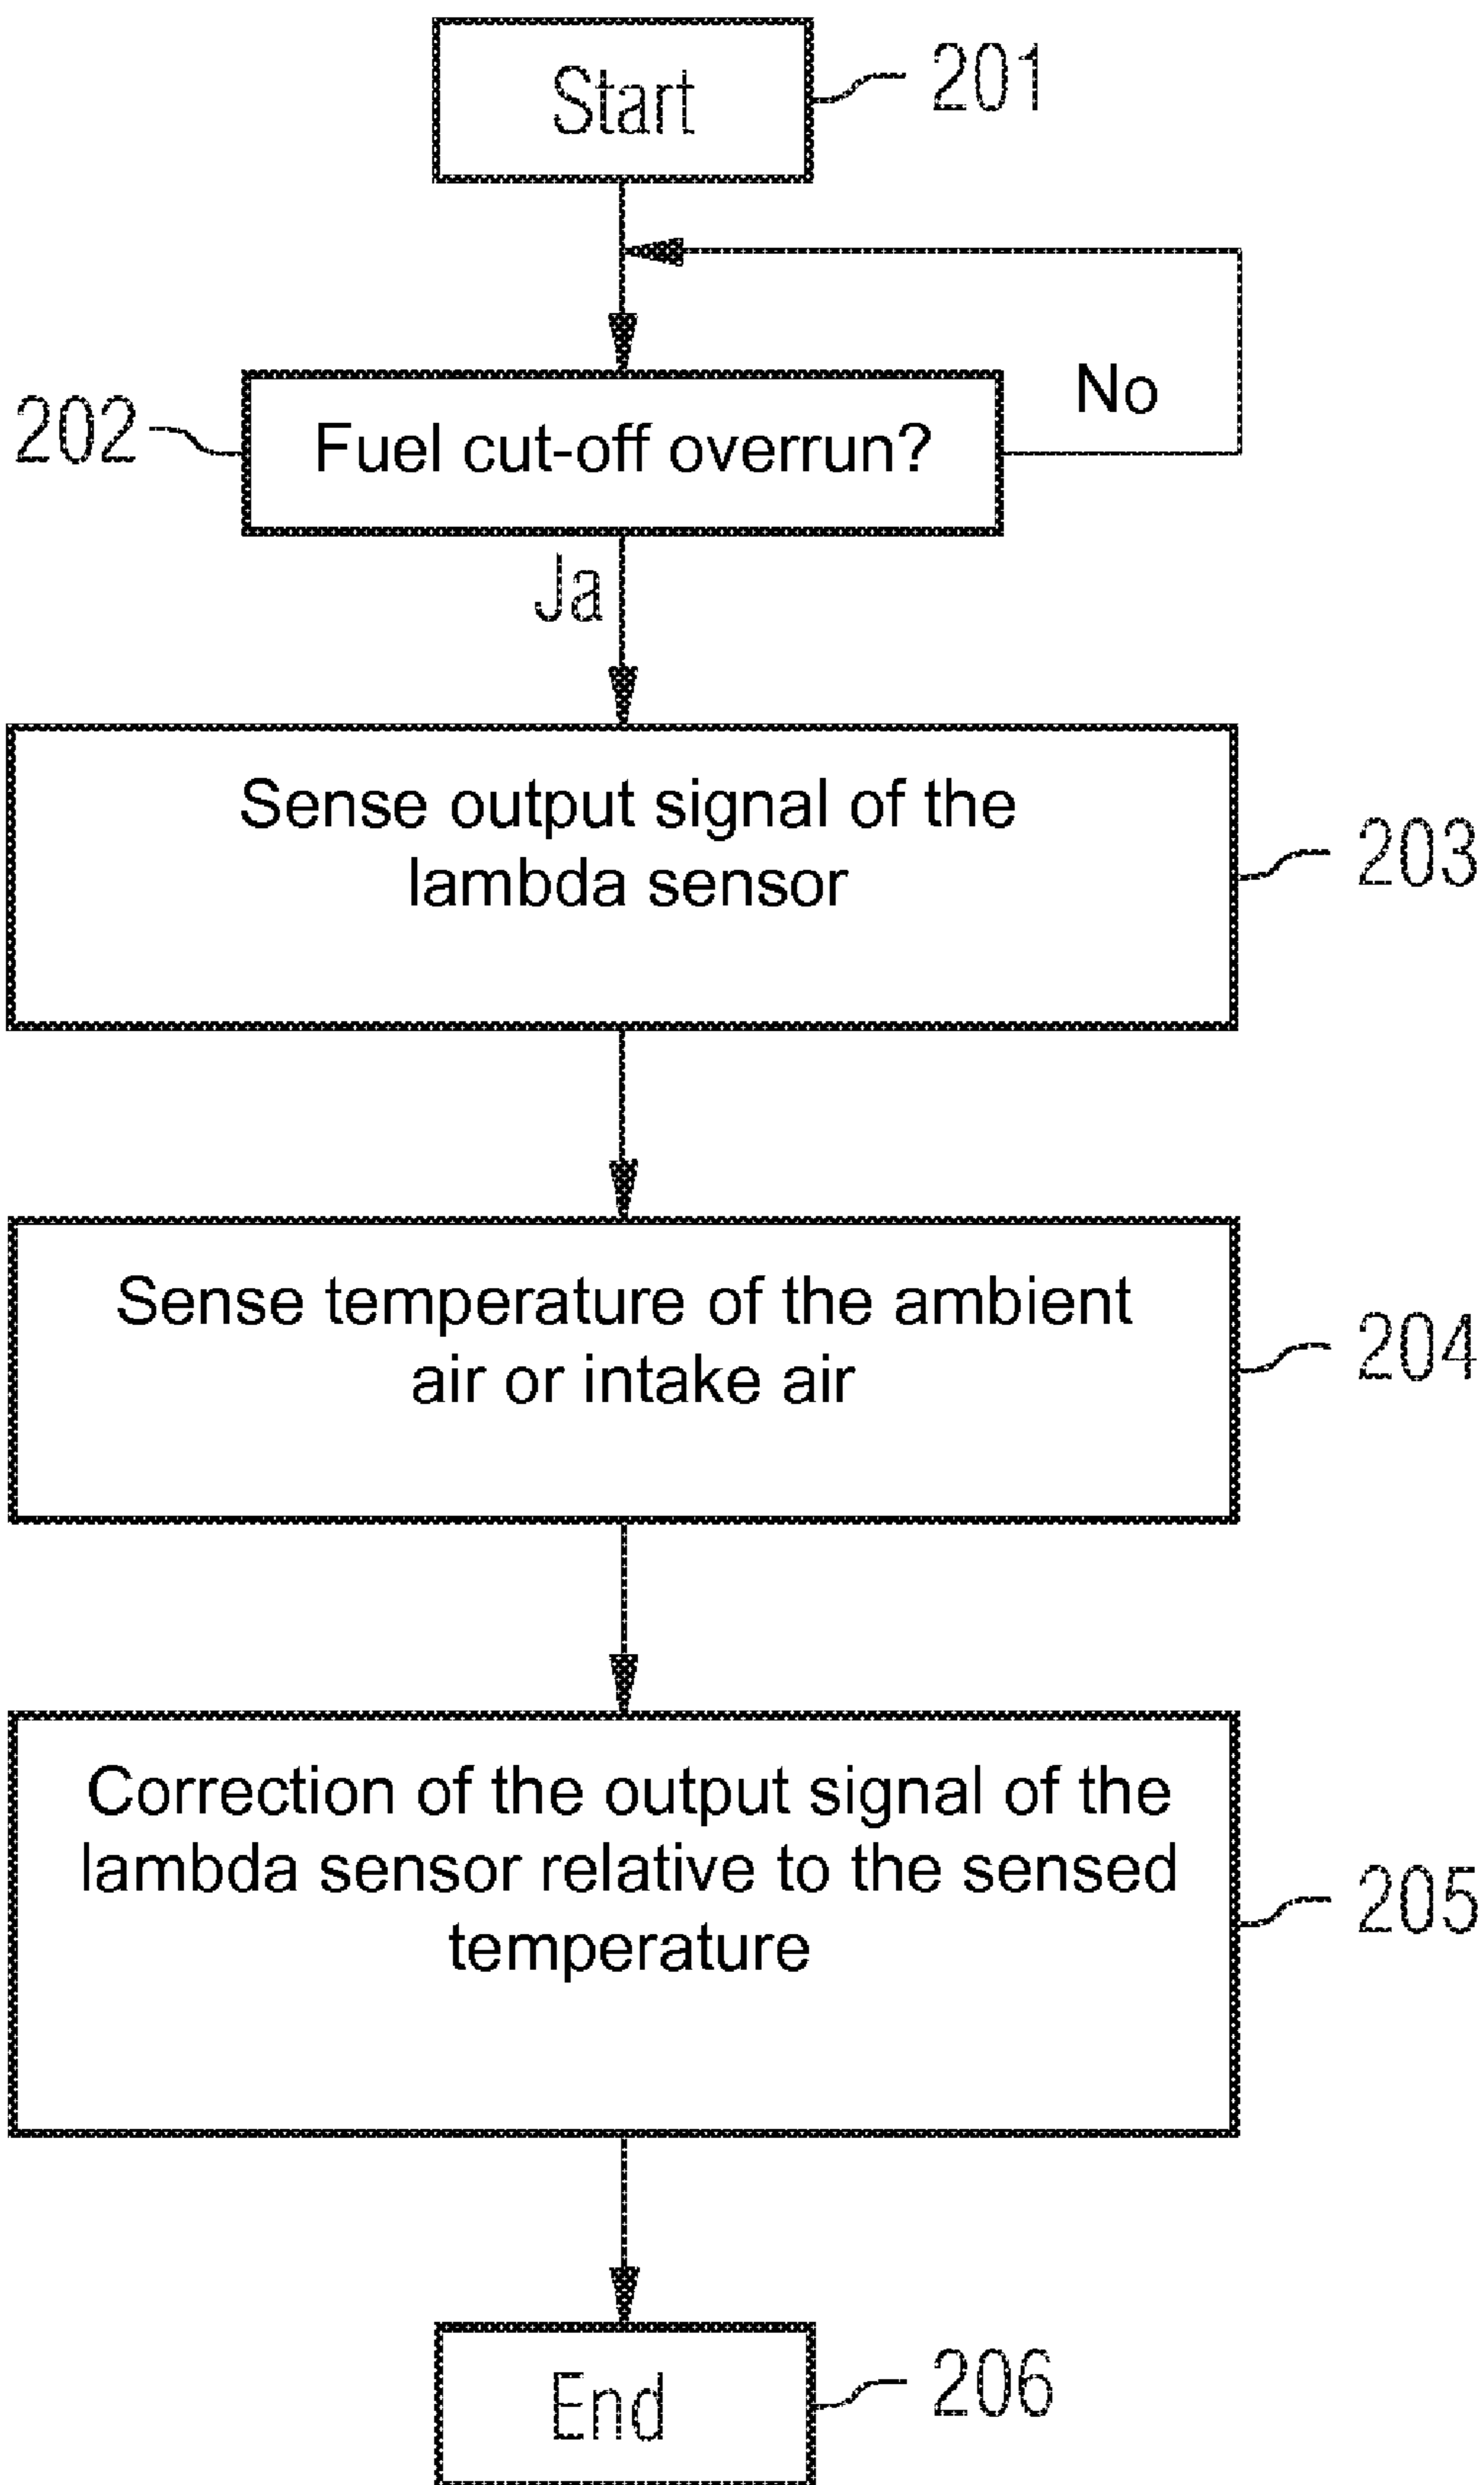 Start
201
No
202
Fuel cut-off overrun?
Ja
Sense output signal of the
lambda sensor
203
Sense temperature of the ambient
air or intake air
204
Correction of the output signal of the
lambda sensor relative to the sensed
temperature
205
End
206